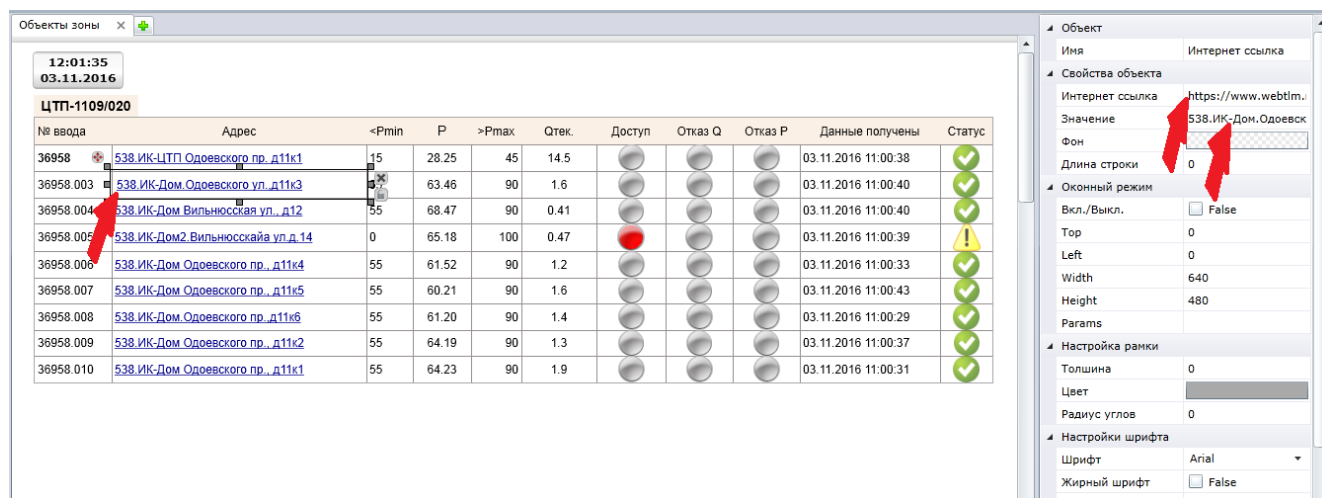 Объекты зоны
12:01:35
03.11.2016
ЦТП-1109/020
№ ввода Адрес <Pmin P >Pmax Qтек. Доступ Отказ Q Отказ P Данные получены Статус
36958 538.ИК-ЦТП Одоевского пр. д11к1 15 28.25 45 14.5 03.11.2016 11:00:38
36958.003 538.ИК-Дом.Одоевского ул.,д11к3 63.46 90 1.6 03.11.2016 11:00:40
36958.004 538.ИК-Дом Вильнюсская ул., д12 55 68.47 90 0.41 03.11.2016 11:00:40
36958.005 538.ИК-Дом2.Вильнюсскайа ул.д.14 0 65.18 100 0.47 03.11.2016 11:00:39
36958.006 538.ИК-Дом Одоевского пр., д11к4 55 61.52 90 1.2 03.11.2016 11:00:33
36958.007 538.ИК-Дом Одоевского пр., д11к5 55 60.21 90 1.6 03.11.2016 11:00:43
36958.008 538.ИК-Дом.Одоевского пр.,д11к6 55 61.20 90 1.4 03.11.2016 11:00:29
36958.009 538.ИК-Дом Одоевского пр., д11к2 55 64.19 90 1.3 03.11.2016 11:00:37
36958.010 538.ИК-Дом Одоевского пр., д11к1 55 64.23 90 1.9 03.11.2016 11:00:31
Объект
Имя Интернет ссылка
Свойства объекта
Интернет ссылка https://www.webtlm.
Значение 538.ИК-Дом.Одоевск
Фон
Длина строки 0
Оконный режим
Вкл./Выкл. False
Top 0
Left 0
Width 640
Height 480
Params
Настройка рамки
Толшина 0
Цвет
Радиус углов 0
Настройки шрифта
Шрифт Arial
Жирный шрифт False